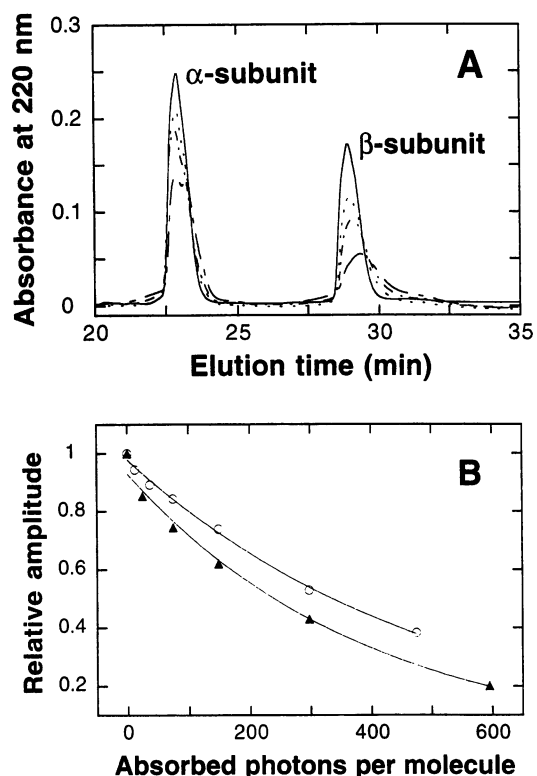 0.3
A
α-subunit
0.2
β-subunit
0.1
0
Absorbance at 220 nm
20
25
30
35
Elution time (min)
1
B
0.8
0.6
0.4
0.2
Relative amplitude
0
200
400
600
Absorbed photons per molecule